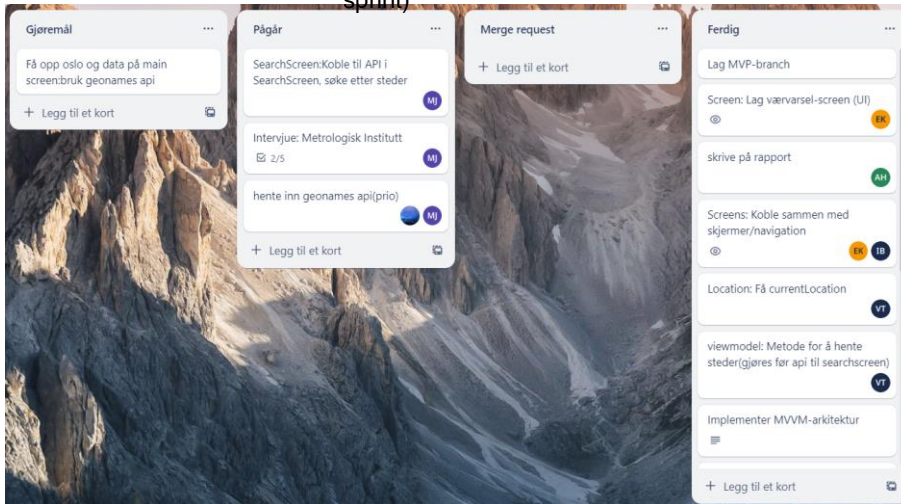 sprint)
Gjøremål
Få opp oslo og data på main
screen:bruk geonames api
+ Legg til et kort
Pågår
SearchScreen:Koble til API i
SearchScreen, søke etter steder
MJ
Intervjue: Metrologisk Institutt
2/5
MJ
hente inn geonames api(prio)
MJ
+ Legg til et kort
Merge request
+ Legg til et kort
Ferdig
Lag MVP-branch
Screen: Lag værvarsel-screen (UI)
EK
skrive på rapport
AH
Screens: Koble sammen med
skjermer/navigation
EK IB
Location: Få currentLocation
VT
viewmodel: Metode for å hente
steder(gjøres før api til searchscreen)
VT
Implementer MVVM-arkitektur
+ Legg til et kort